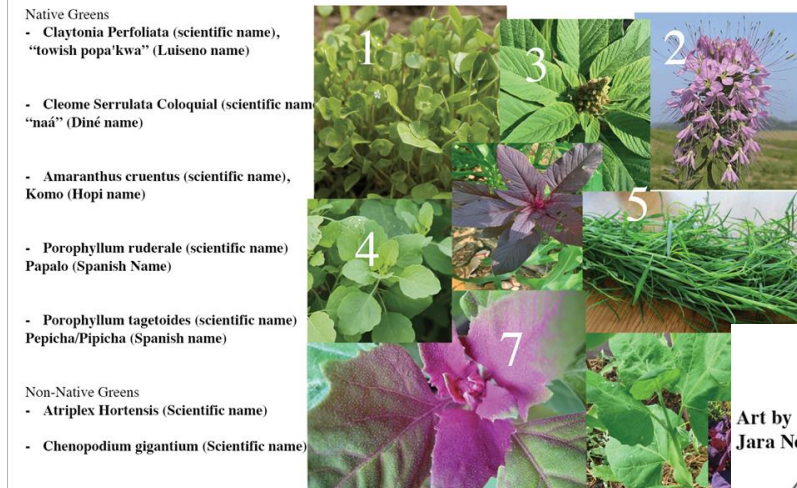 Native Greens
- Claytonia Perfoliata (scientific name),
“towish popa'kwa” (Luiseno name)
- Cleome Serrulata Coloquial (scientific nam
“naá” (Diné name)
- Amaranthus cruentus (scientific name),
Komo (Hopi name)
- Porophyllum ruderale (scientific name)
Papalo (Spanish Name)
- Porophyllum tagetoides (scientific name)
Pepicha/Pipicha (Spanish name)
Non-Native Greens
- Atriplex Hortensis (Scientific name)
- Chenopodium gigantium (Scientific name)
1
3
2
4
5
7
Art by
Jara